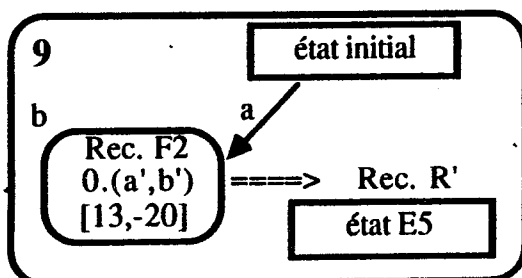 9
état initial
b
a
Rec. F2
0.(a',b') ====> Rec. R'
[13,-20]
état E5